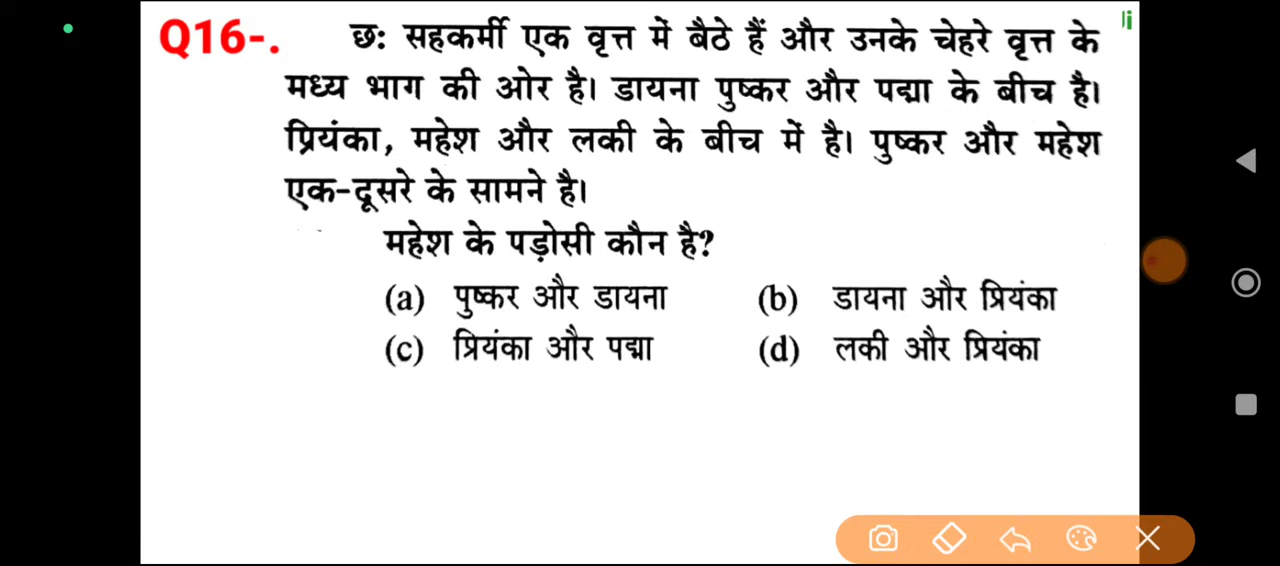 Q16-. छ: सहकर्मी एक वृत्त में बैठे हैं और उनके चेहरे वृत्त के
मध्य भाग की ओर है। डायना पुष्कर और पद्मा के बीच है।
प्रियंका, महेश और लकी के बीच में है। पुष्कर और महेश
एक-दूसरे के सामने है।
महेश के पड़ोसी कौन है?
(a) पुष्कर और डायना (b) डायना और प्रियंका
(c) प्रियंका और पद्मा (d) लकी और प्रियंका